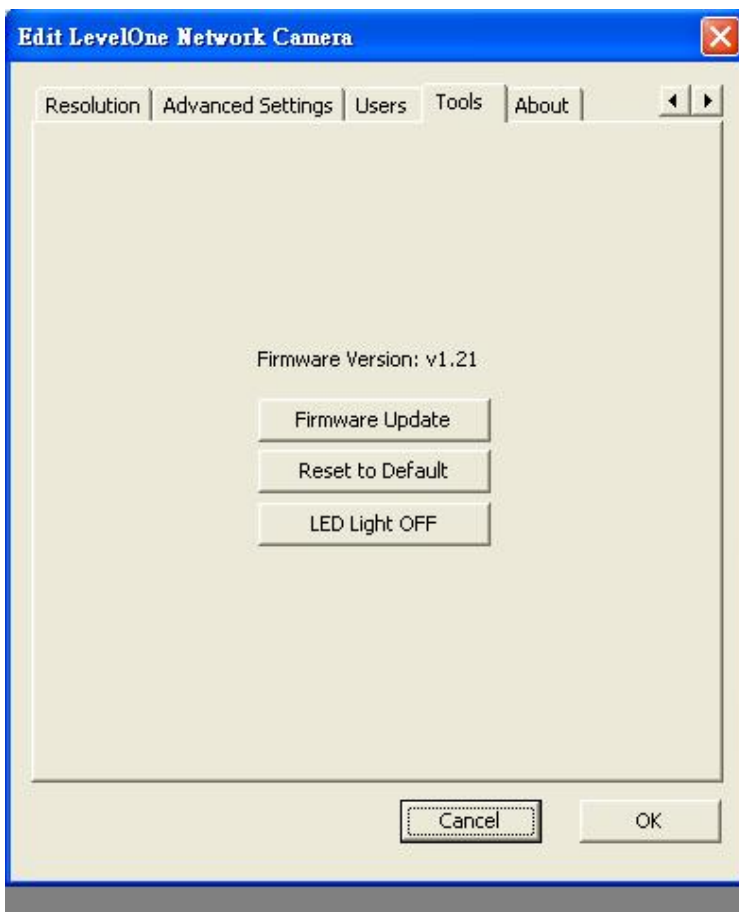 Edit LevelOne Network Camera
Resolution Advanced Settings Users Tools About
Firmware Version: v1.21
Firmware Update
Reset to Default
LED Light OFF
Cancel OK